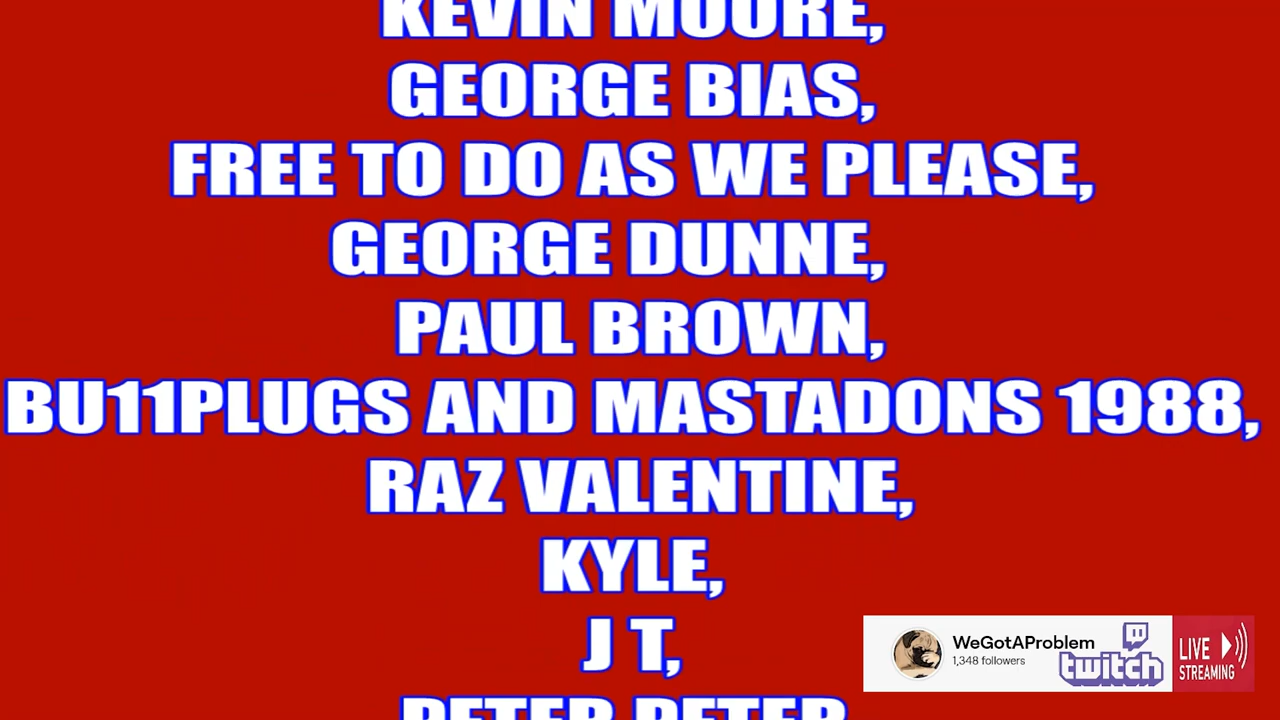 KEVIN MOORE,
GEORGE BIAS,
FREE TO DO AS WE PLEASE,
GEORGE DUNNE,
PAUL BROWN,
BU11PLUGS AND MASTADONS 1988,
RAZ VALENTINE,
KYLE,
J T,
PETER PETER
WeGotAProblem
1,348 followers
twitch
LIVE
STREAMING